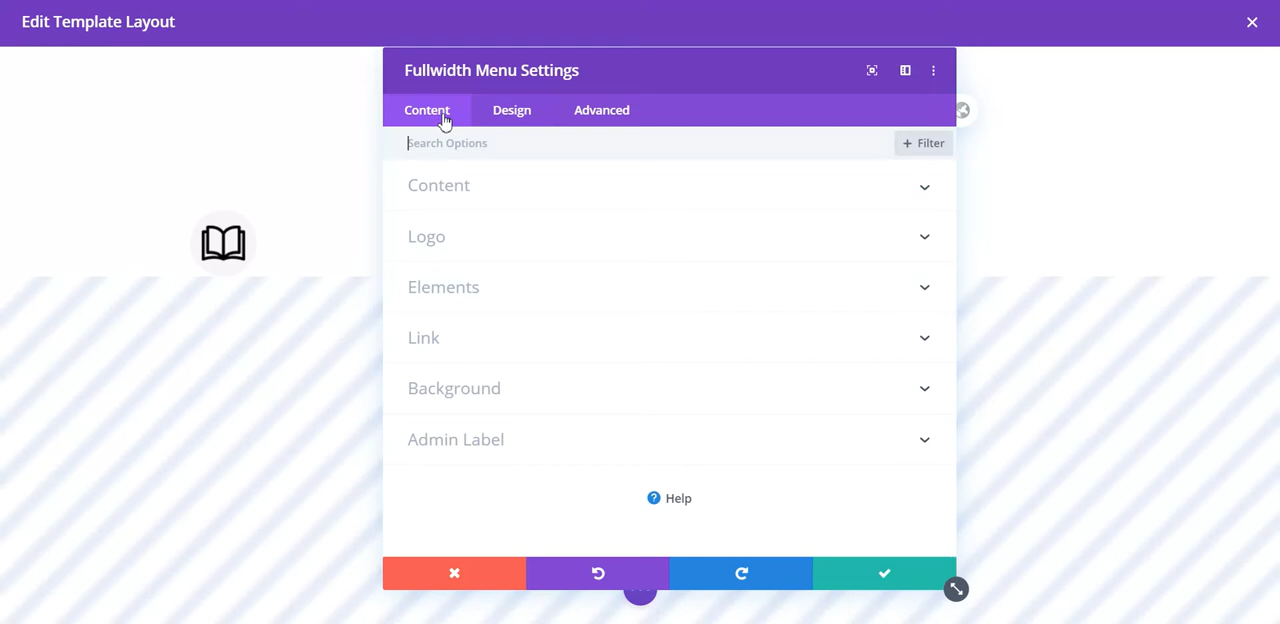 Edit Template Layout
Fullwidth Menu Settings
Content Design Advanced
Search Options + Filter
Content
Logo
Elements
Link
Background
Admin Label
? Help